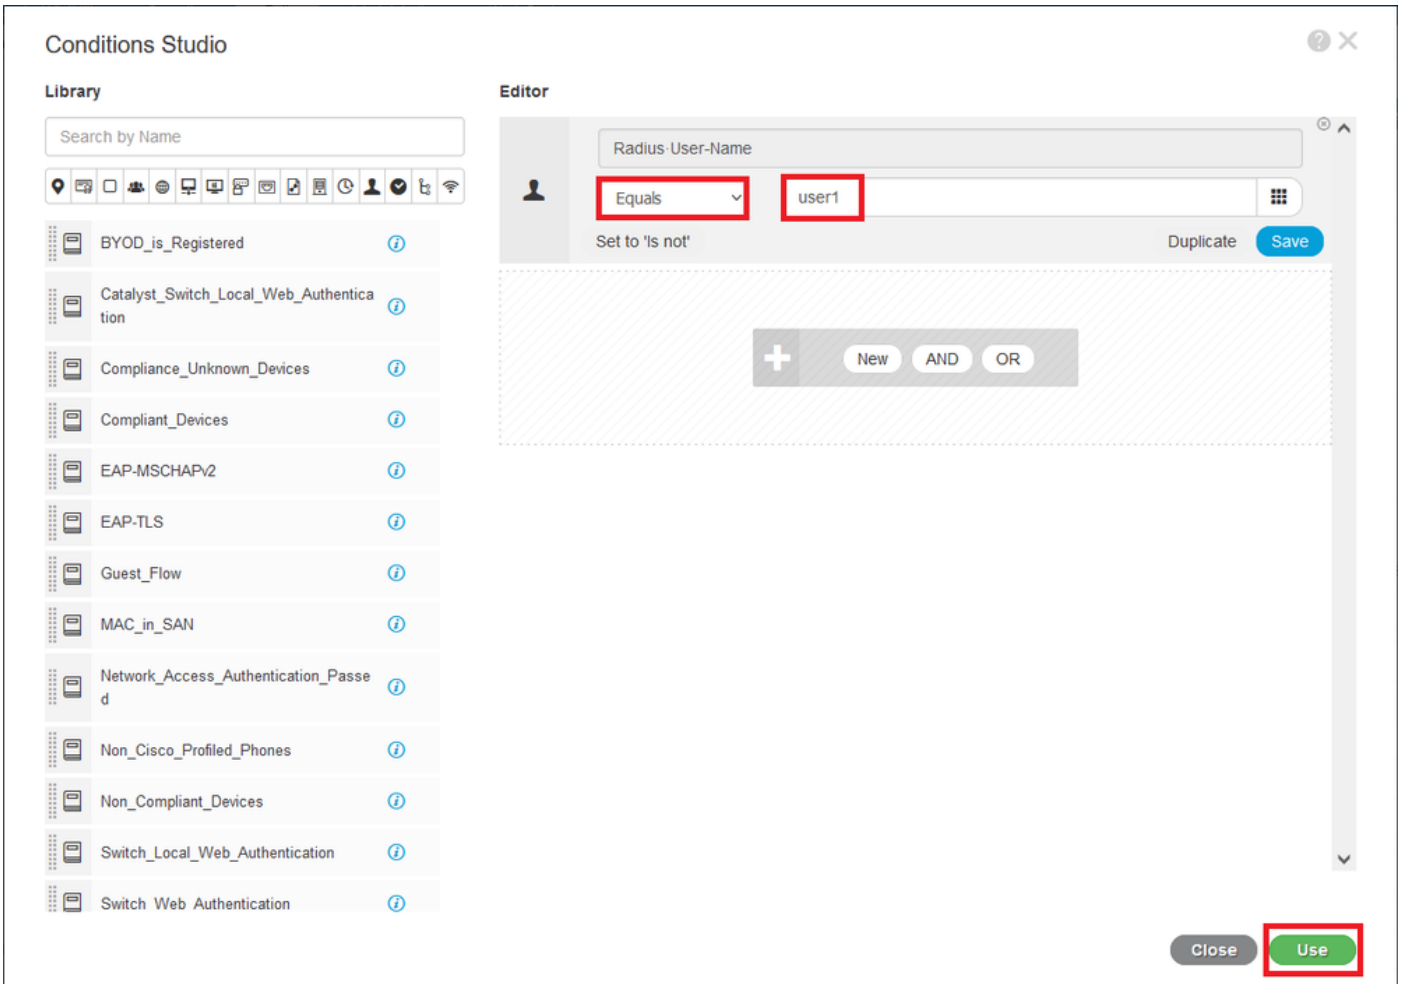 Conditions Studio
Library
Search by Name
BYOD_is_Registered
Catalyst_Switch_Local_Web_Authentica
tion
Compliance_Unknown_Devices
Compliant_Devices
EAP-MSCHAPv2
EAP-TLS
Guest_Flow
MAC_in_SAN
Network_Access_Authentication_Passe
d
Non_Cisco_Profiled_Phones
Non_Compliant_Devices
Switch_Local_Web_Authentication
Switch_Web_Authentication
Editor
Radius·User-Name
Equals user1
Set to 'Is not' Duplicate Save
New AND OR
Close Use